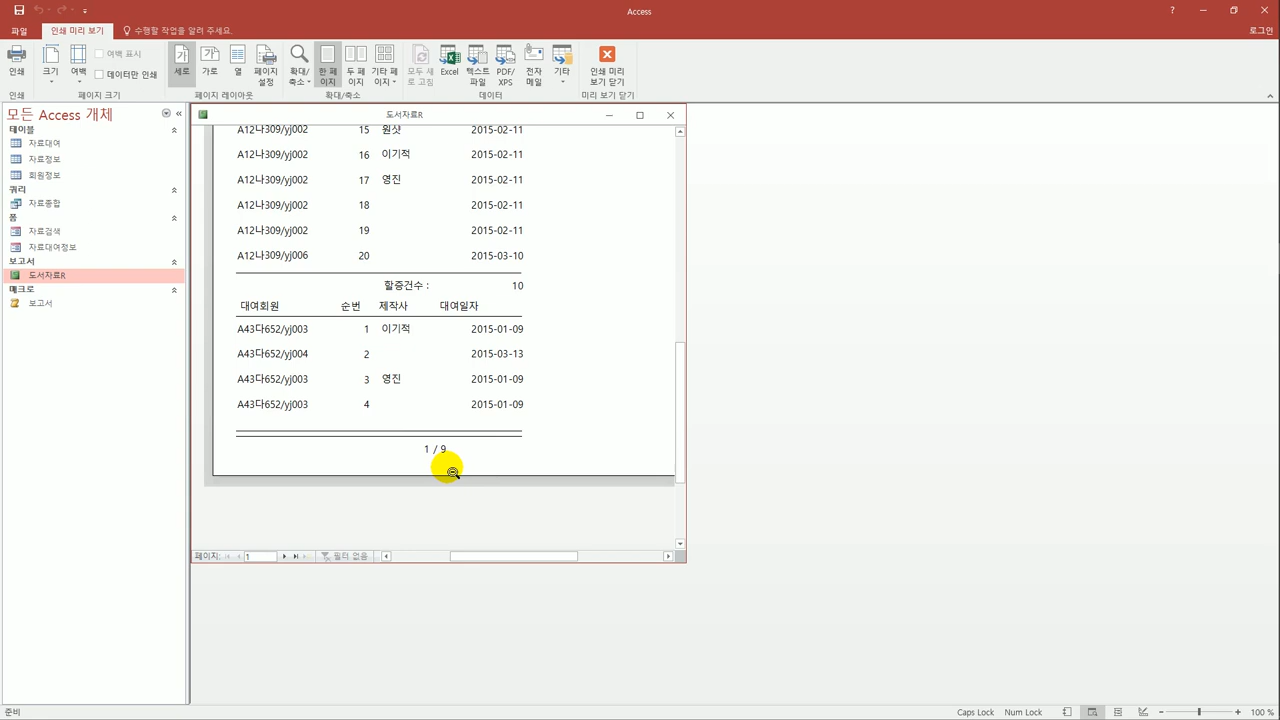 Access
파일
인쇄 미리 보기
수행할 작업을 알려 주세요.
로그인
인쇄
크기
여백
여백 표시
데이터만 인쇄
세로
가로
열
페이지 설정
확대/축소
한 페이지
두 페이지
기타 페이지
모두 새로 고침
Excel
텍스트 파일
PDF/XPS
전자 메일
기타
인쇄 미리 보기 닫기
인쇄
페이지 크기
페이지 레이아웃
확대/축소
데이터
미리 보기 닫기
모든 Access 개체
테이블
자료대여
자료정보
회원정보
쿼리
자료종합
폼
자료검색
자료대여정보
보고서
도서자료R
매크로
보고서
도서자료R
A12나309/yj002 15 원샷 2015-02-11
A12나309/yj002 16 이기적 2015-02-11
A12나309/yj002 17 영진 2015-02-11
A12나309/yj002 18 2015-02-11
A12나309/yj002 19 2015-02-11
A12나309/yj006 20 2015-03-10
할증건수 : 10
대여회원 순번 제작사 대여일자
A43다652/yj003 1 이기적 2015-01-09
A43다652/yj004 2 2015-03-13
A43다652/yj003 3 영진 2015-01-09
A43다652/yj003 4 2015-01-09
1 / 9
페이지: 1 필터 없음
준비
Caps Lock Num Lock 100 %